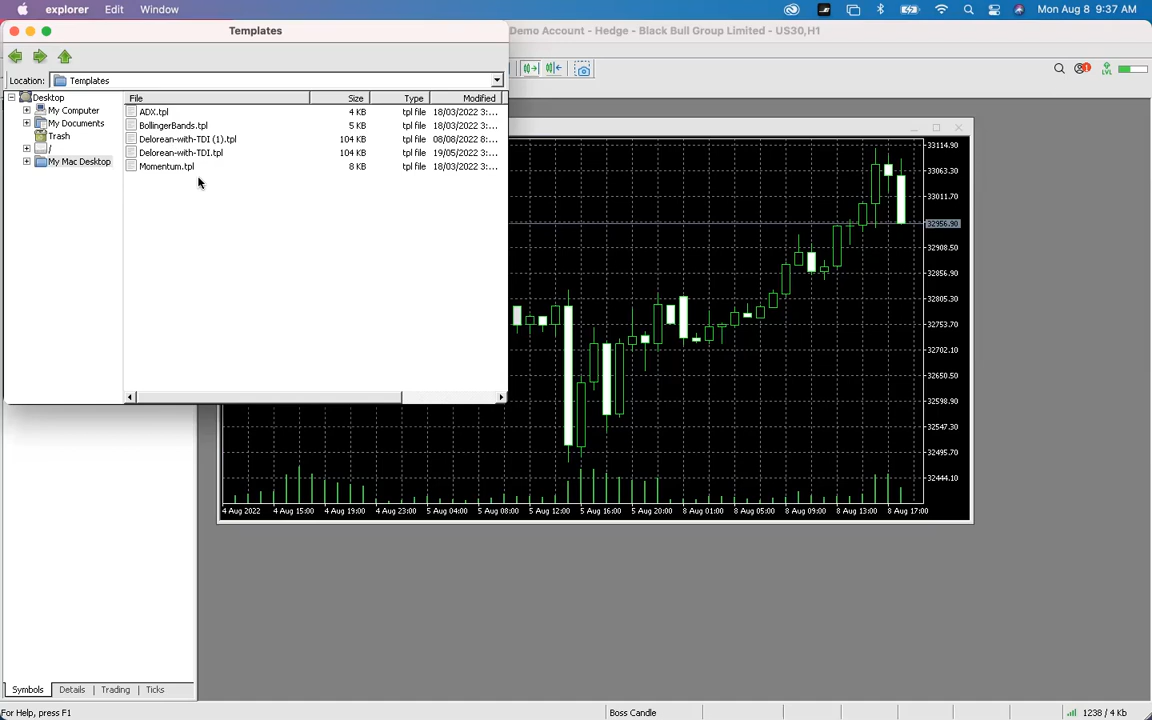 explorer Edit Window Mon Aug 8 9:37 AM
Templates
Demo Account - Hedge - Black Bull Group Limited - US30,H1
Location: Templates
LVL
Desktop
My Computer
My Documents
Trash
/
My Mac Desktop
File Size Type Modified
ADX.tpl 4 KB tpl file 18/03/2022 3:...
BollingerBands.tpl 5 KB tpl file 18/03/2022 3:...
Delorean-with-TDI (1).tpl 104 KB tpl file 08/08/2022 8:...
Delorean-with-TDI.tpl 104 KB tpl file 19/05/2022 3:...
Momentum.tpl 8 KB tpl file 18/03/2022 3:...
33114.90
33063.30
33011.70
32956.90
32908.50
32856.90
32805.30
32753.70
32702.10
32650.50
32598.90
32547.30
32495.70
32444.10
4 Aug 2022 4 Aug 15:00 4 Aug 19:00 4 Aug 23:00 5 Aug 04:00 5 Aug 08:00 5 Aug 12:00 5 Aug 16:00 5 Aug 20:00 8 Aug 01:00 8 Aug 05:00 8 Aug 09:00 8 Aug 13:00 8 Aug 17:00
Symbols Details Trading Ticks
For Help, press F1 Boss Candle 1238 / 4 Kb